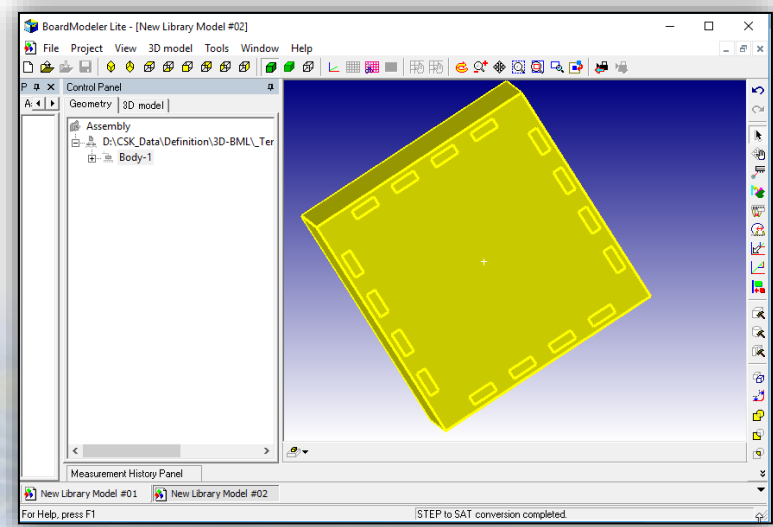 BoardModeler Lite - [New Library Model #02]
File Project View 3D model Tools Window Help
P
Control Panel
A:
Geometry 3D model
Assembly
D:\CSK_Data\Definition\3D-BML\_Ter
Body-1
Measurement History Panel
New Library Model #01 New Library Model #02
For Help, press F1 STEP to SAT conversion completed.